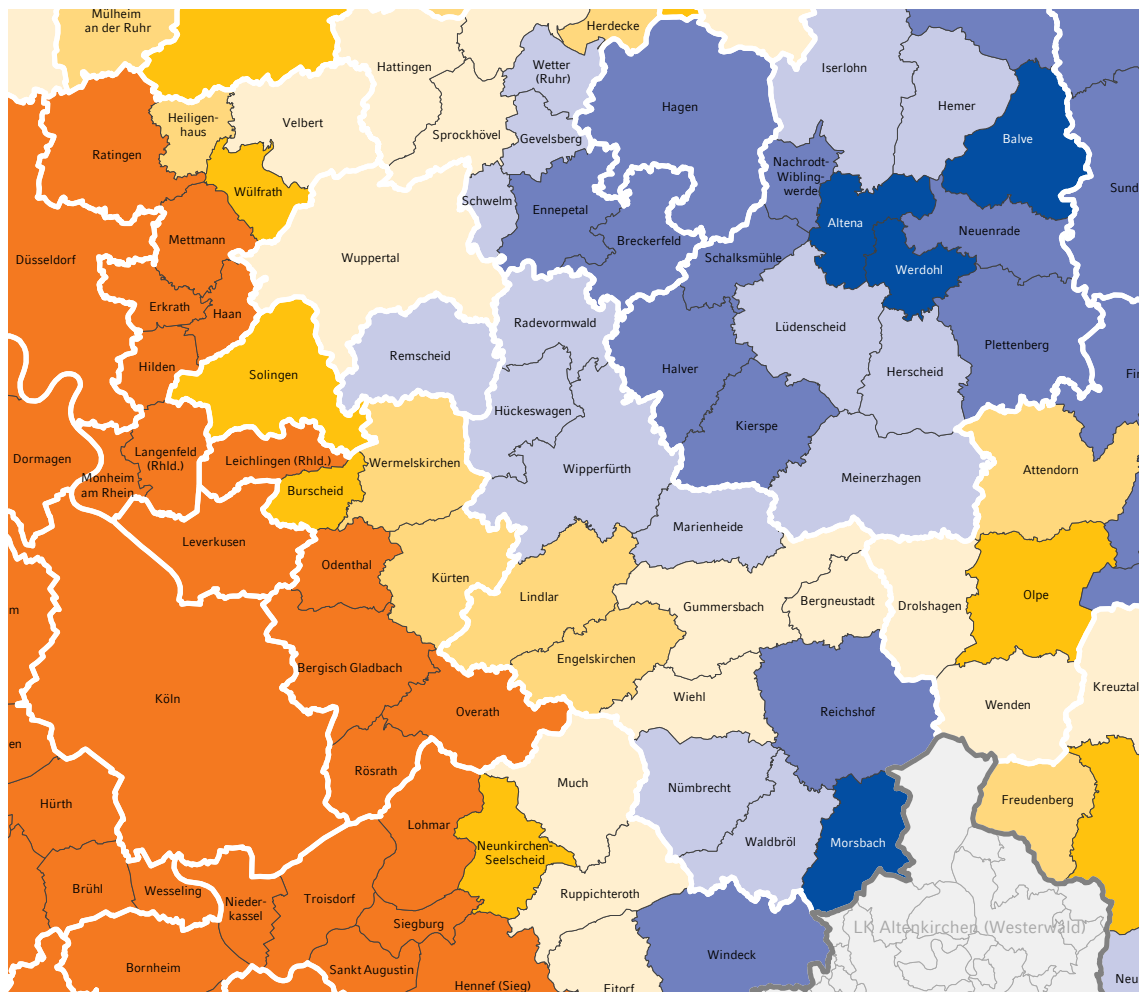 Mülheim
an der Ruhr
Herdecke
Hattingen
Wetter
(Ruhr)
Iserlohn
Hemer
Hagen
Heiligen-
haus
Velbert
Sprockhövel
Gevelsberg
Balve
Ratingen
Nachrodt-
Wibling-
werde
Wülfrath
Schwelm
Ennepetal
Altena
Sund
Mettmann
Breckerfeld
Neuenrade
Düsseldorf
Wuppertal
Schalksmühle
Werdohl
Erkrath
Haan
Radevormwald
Lüdenscheid
Plettenberg
Remscheid
Hilden
Solingen
Halver
Herscheid
Fin
Hückeswagen
Kierspe
Dormagen
Langenfeld
(Rhld.)
Leichlingen (Rhld.)
Wermelskirchen
Wipperfürth
Attendorn
Monheim
am Rhein
Burscheid
Meinerzhagen
Marienheide
Leverkusen
Odenthal
Kürten
Lindlar
Gummersbach
Bergneustadt
Drolshagen
Olpe
m
Engelskirchen
Bergisch Gladbach
Kreuztal
Köln
Wiehl
Overath
Reichshof
Wenden
en
Rösrath
Much
Nümbrecht
Hürth
Freudenberg
Lohmar
Neunkirchen-
Seelscheid
Waldbröl
Morsbach
Brühl
Wesseling
Nieder-
kassel
Troisdorf
Ruppichteroth
Siegburg
LK Altenkirchen (Westerwald)
Windeck
Bornheim
Sankt Augustin
Hennef (Sieg)
Eitorf
Neu